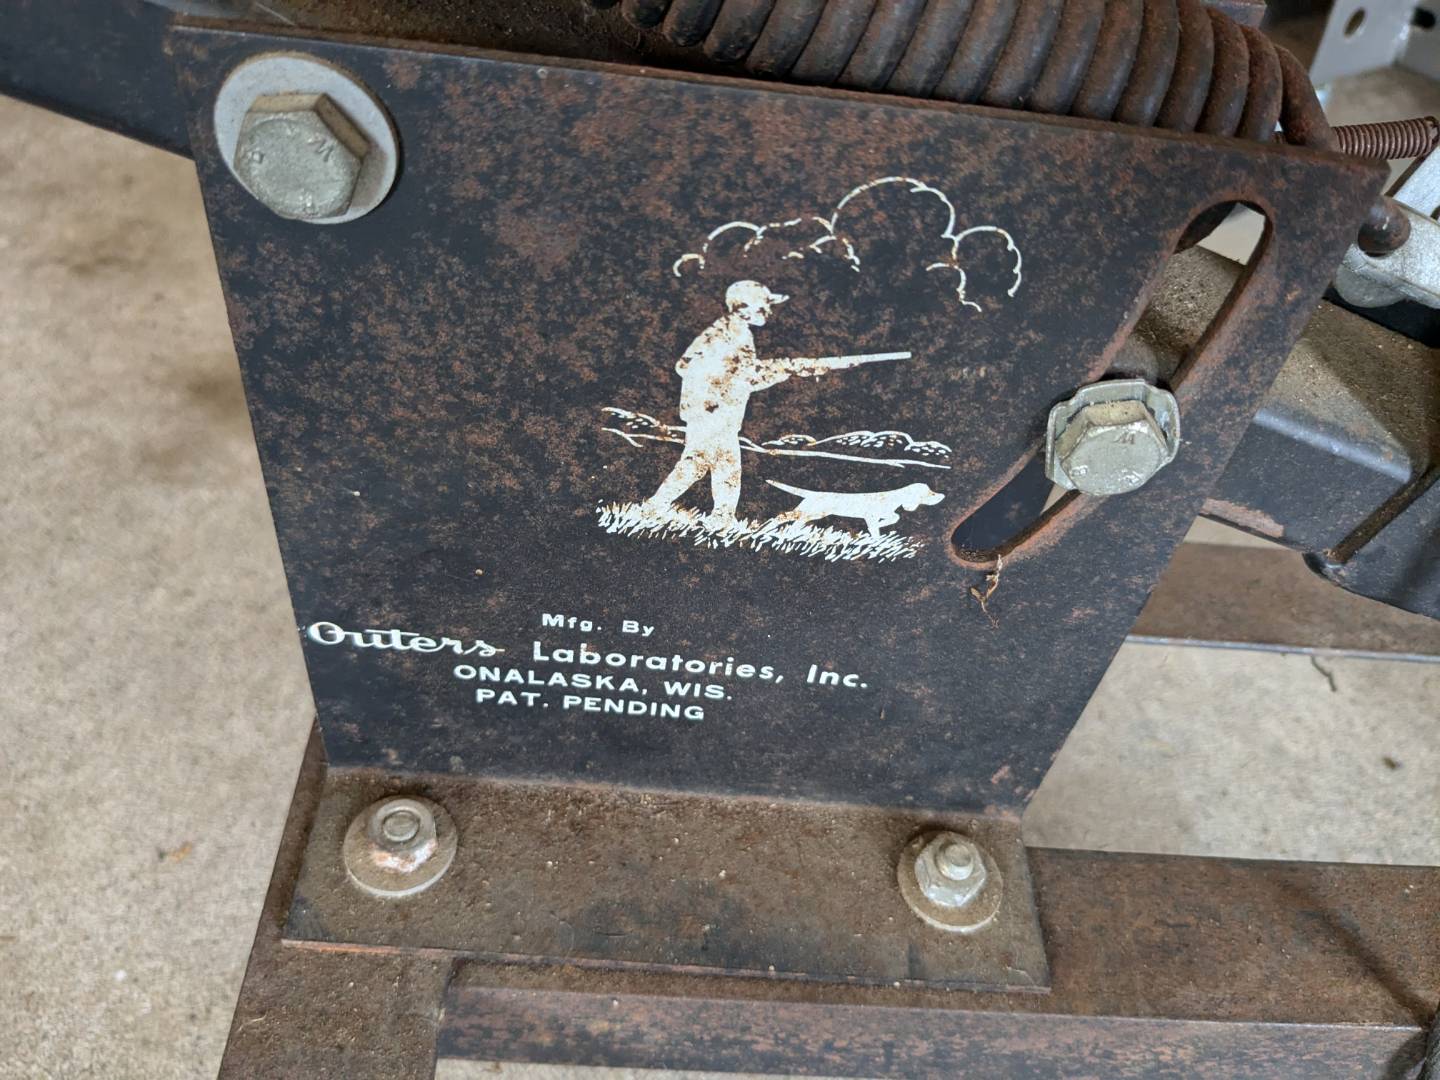 Mfg. By
Outers Laboratories, Inc.
ONALASKA, WIS.
PAT. PENDING